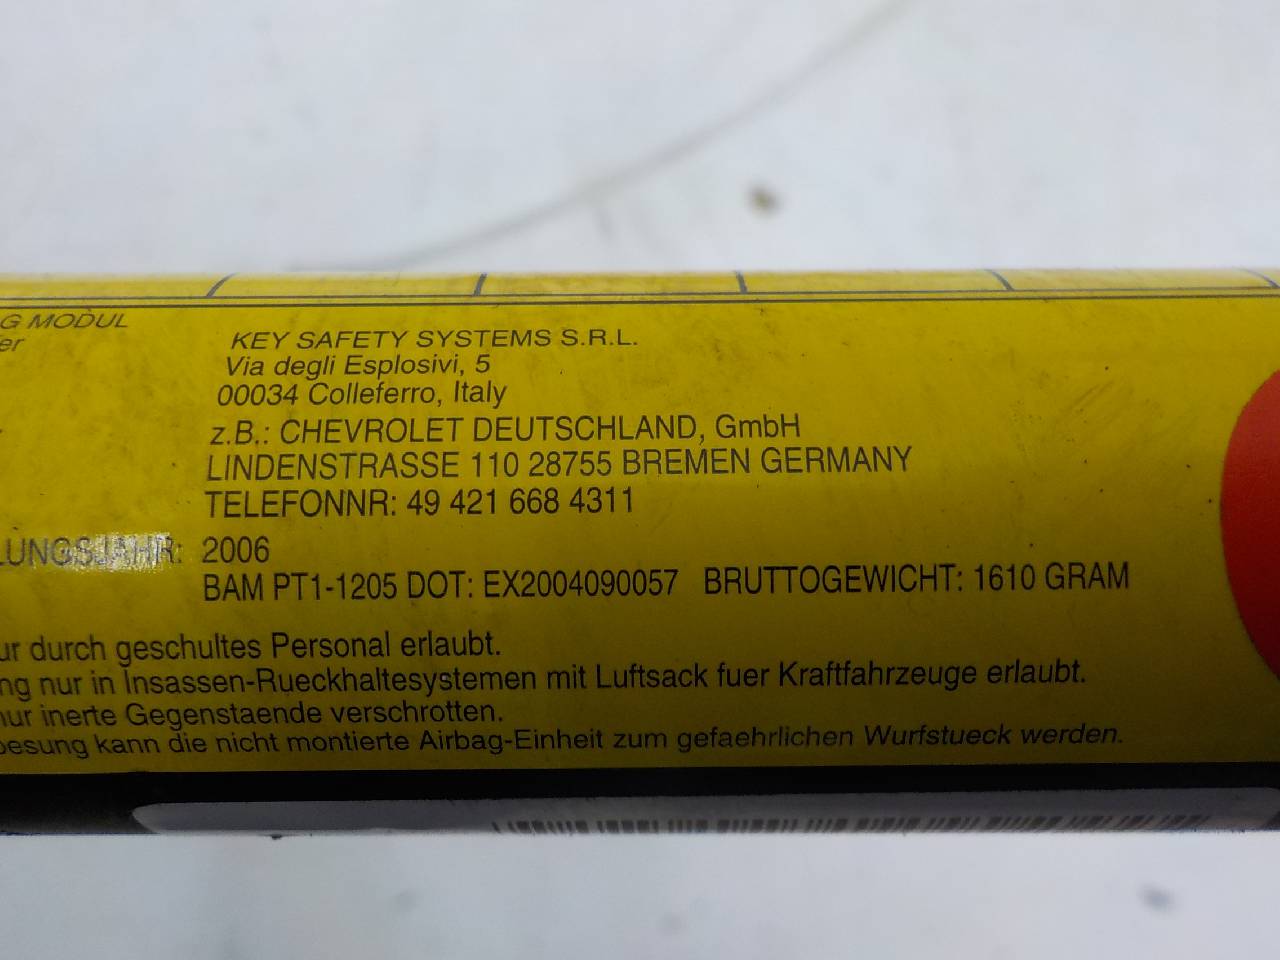 G MODUL
er
KEY SAFETY SYSTEMS S.R.L.
Via degli Esplosivi, 5
00034 Colleferro, Italy
z.B.: CHEVROLET DEUTSCHLAND, GmbH
LINDENSTRASSE 110 28755 BREMEN GERMANY
TELEFONNR: 49 421 668 4311
LUNGSJAHR: 2006
BAM PT1-1205 DOT: EX2004090057 BRUTTOGEWICHT: 1610 GRAM
ur durch geschultes Personal erlaubt.
ng nur in Insassen-Rueckhaltesystemen mit Luftsack fuer Kraftfahrzeuge erlaubt.
nur inerte Gegenstaende verschrotten.
oesung kann die nicht montierte Airbag-Einheit zum gefaehrlichen Wurfstueck werden.